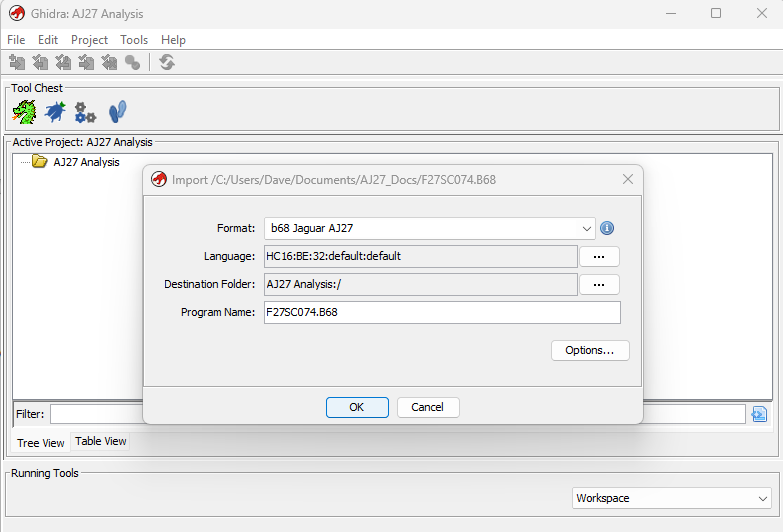 Ghidra: AJ27 Analysis
File Edit Project Tools Help
Tool Chest
Active Project: AJ27 Analysis
AJ27 Analysis
Import /C:/Users/Dave/Documents/AJ27_Docs/F27SC074.B68
Format: b68 Jaguar AJ27
Language: HC16:BE:32:default:default ...
Destination Folder: AJ27 Analysis:/ ...
Program Name: F27SC074.B68
Options...
OK Cancel
Filter:
Tree View Table View
Running Tools
Workspace